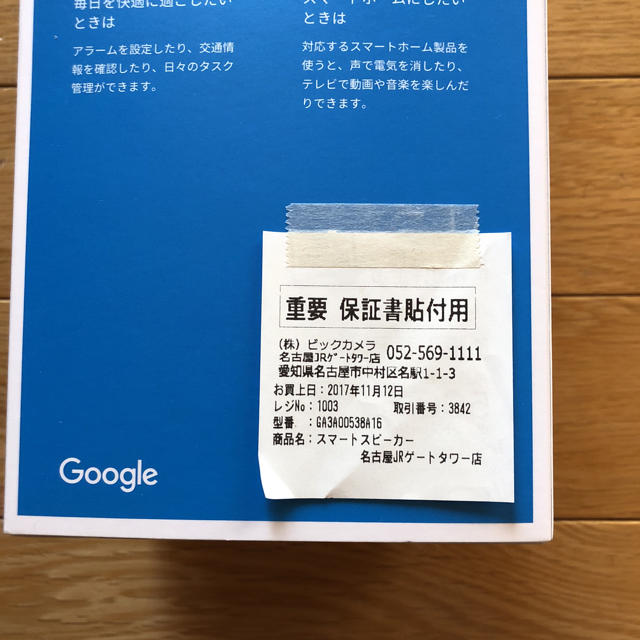 毎日を快適に過ごしたい
ときは
アラームを設定したり、交通情
報を確認したり、日々のタスク
管理ができます。
スマートホームにしたい
ときは
対応するスマートホーム製品を
使うと、声で電気を消したり、
テレビで動画や音楽を楽しんだ
りできます。
重要 保証書貼付用
(株) ビックカメラ
名古屋JRゲートタワー店 052-569-1111
愛知県名古屋市中村区名駅1-1-3
お買上日:2017年11月12日
レジNo:1003 取引番号:3842
型番 :GA3A00538A16
商品名:スマートスピーカー
名古屋JRゲートタワー店
Google